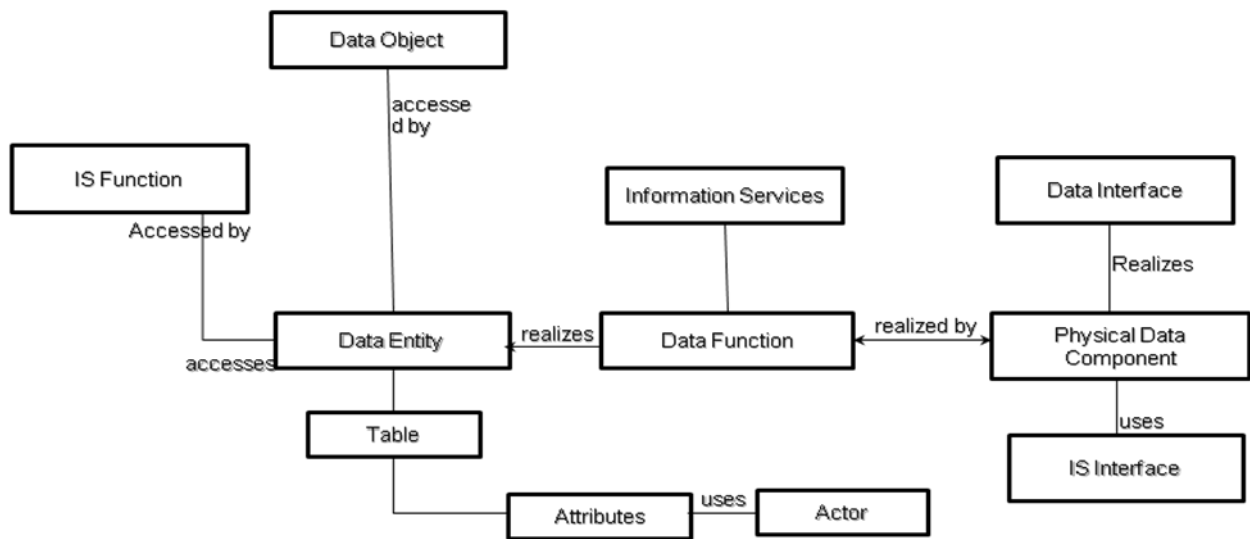 Data Object
accesse
d by
IS Function
Accessed by
Information Services
Data Interface
Realizes
Data Entity
realizes
Data Function
realized by
Physical Data
Component
accesses
Table
uses
IS Interface
Attributes
uses
Actor